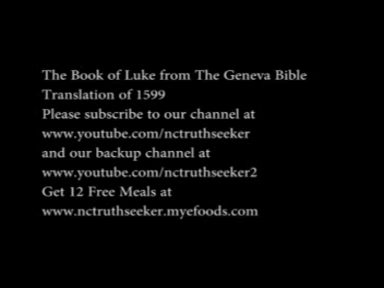 The Book of Luke from The Geneva Bible
Translation of 1599
Please subscribe to our channel at
www.youtube.com/nctruthseeker
and our backup channel at
www.youtube.com/nctruthseeker2
Get 12 Free Meals at
www.nctruthseeker.myefoods.com